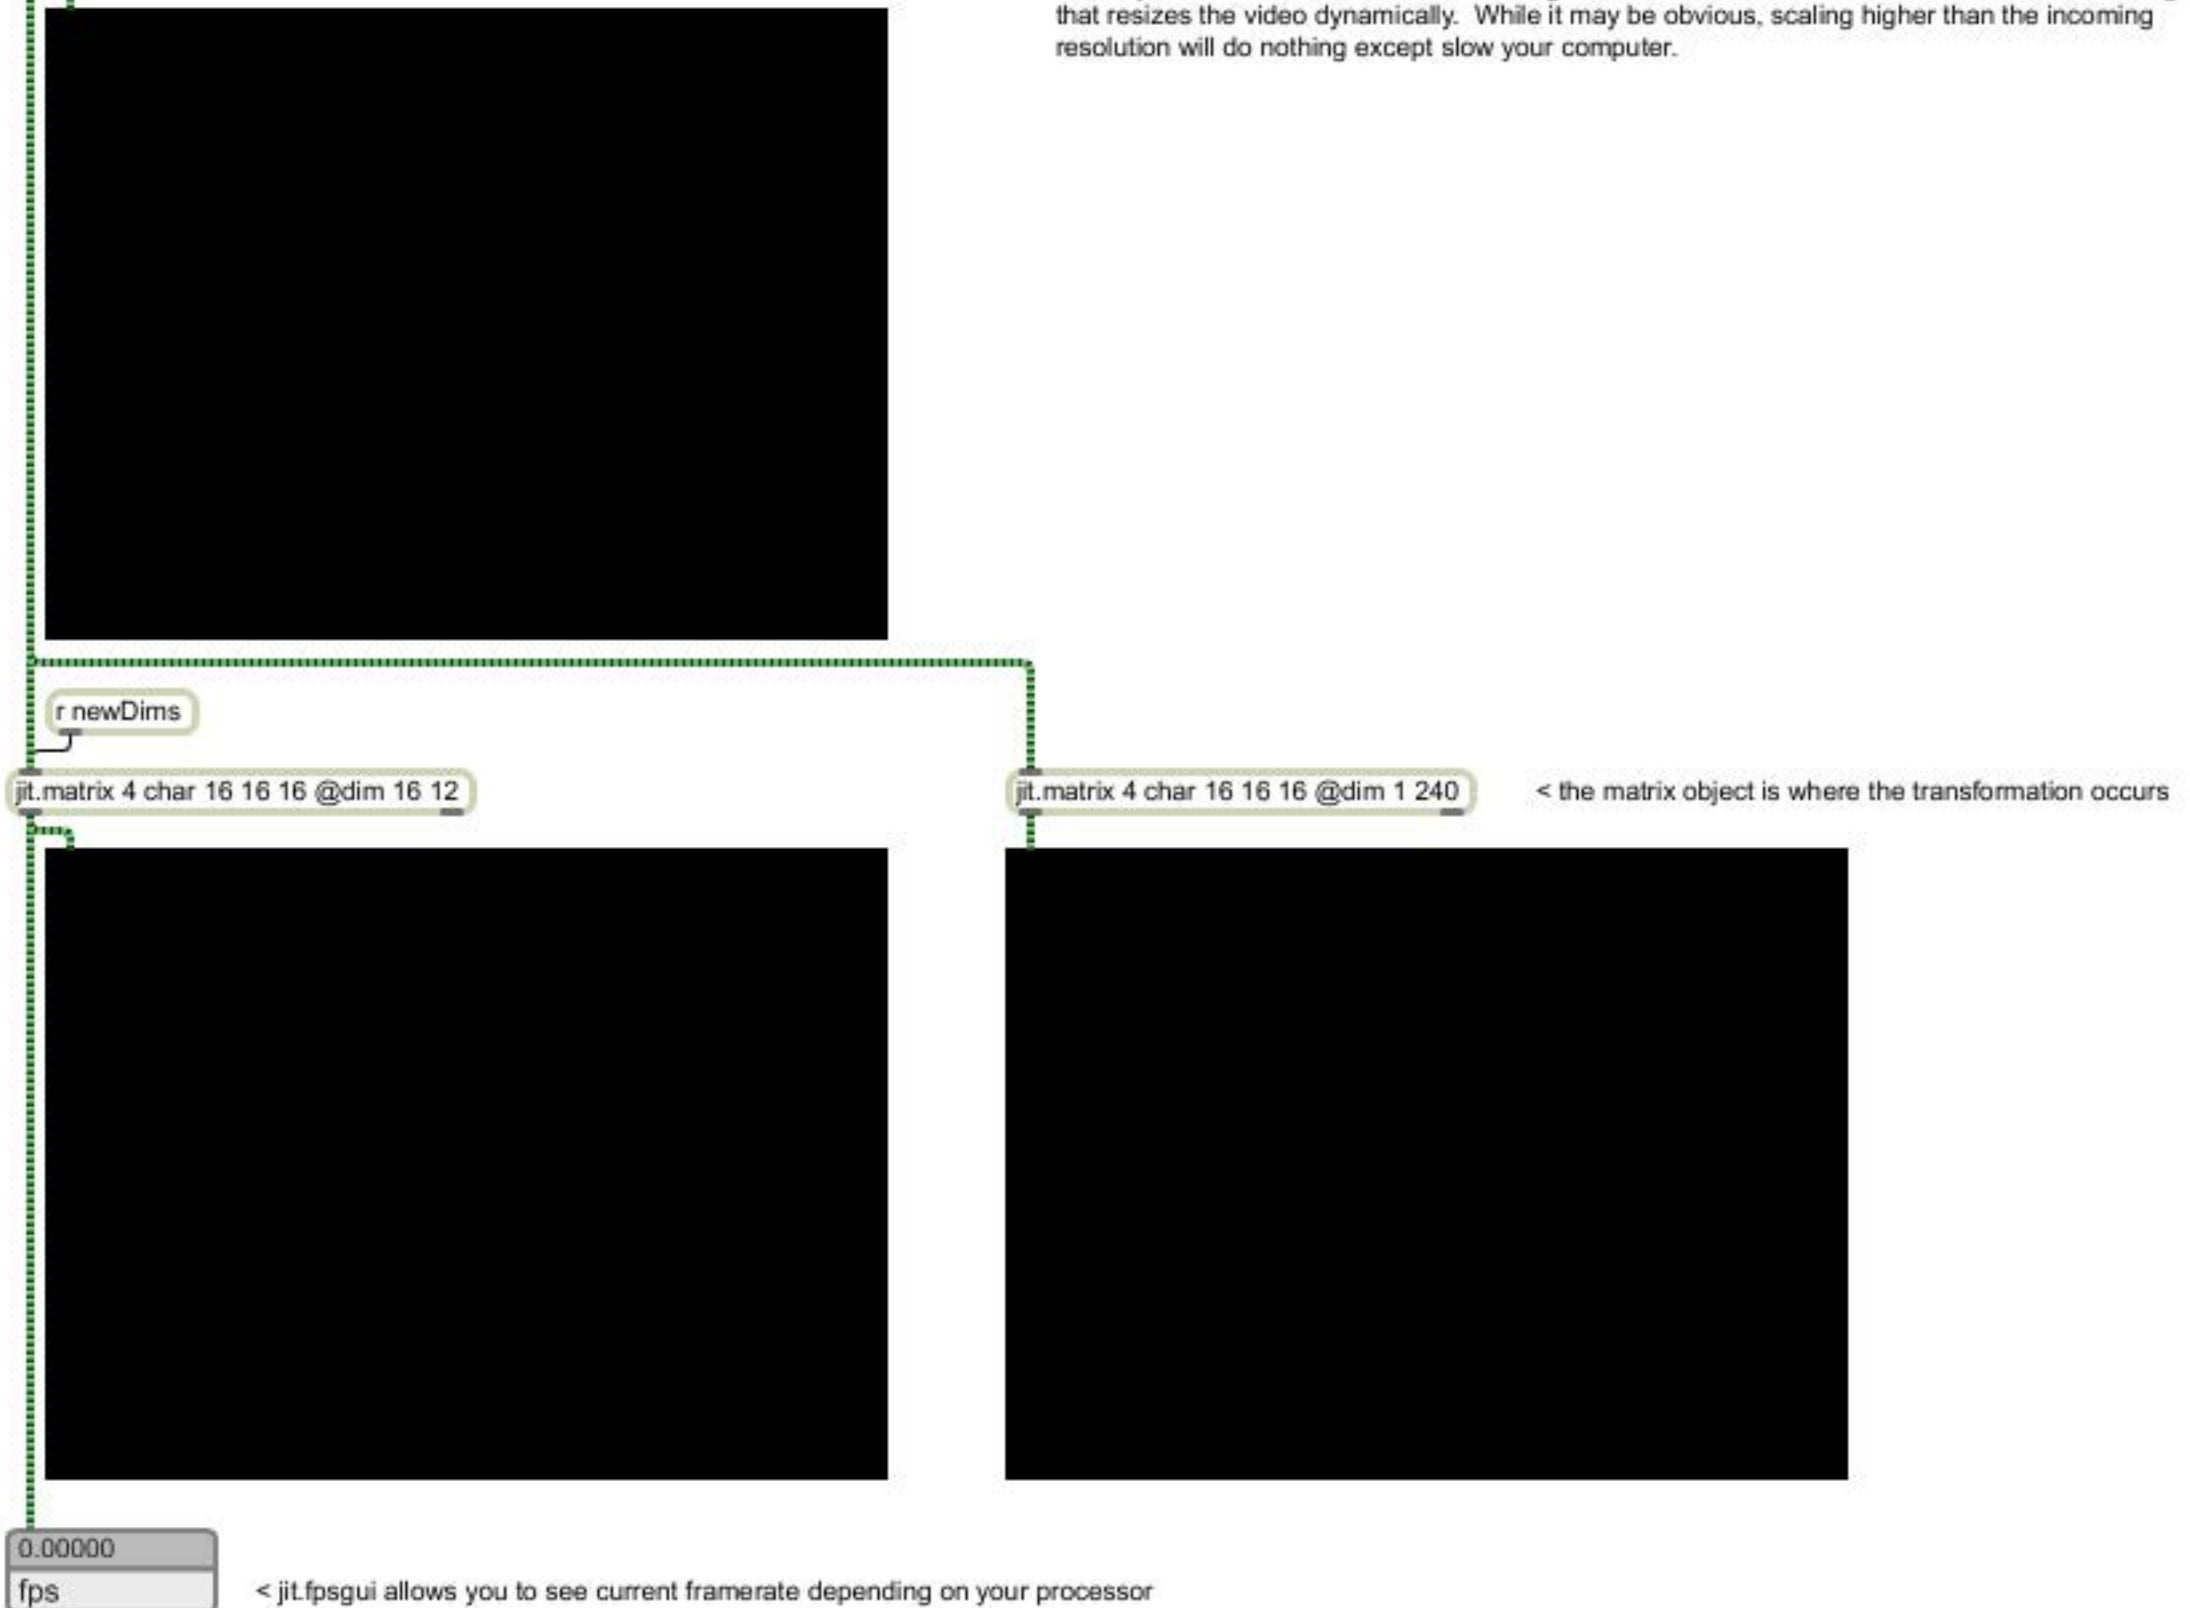 that resizes the video dynamically.  While it may be obvious, scaling higher than the incoming
resolution will do nothing except slow your computer.
r newDims
jit.matrix 4 char 16 16 16 @dim 16 12
jit.matrix 4 char 16 16 16 @dim 1 240
< the matrix object is where the transformation occurs
0.00000
fps
< jit.fpsgui allows you to see current framerate depending on your processor